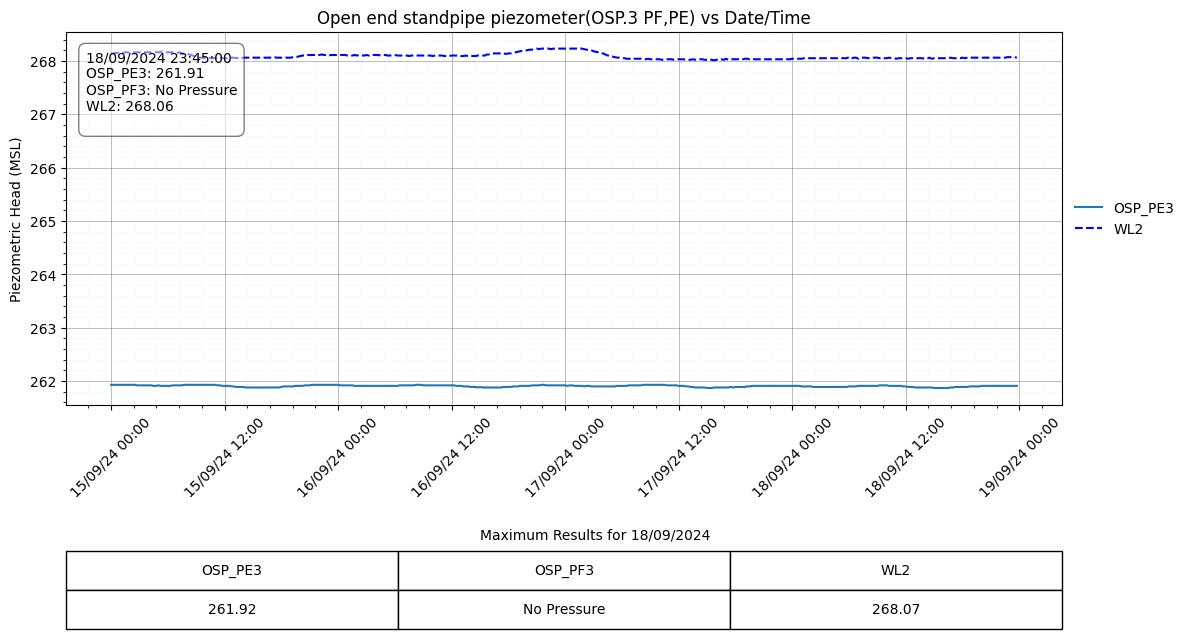 Open end standpipe piezometer(OSP.3 PF,PE) vs Date/Time
18/09/2024 23:45:00
OSP_PE3: 261.91
OSP_PF3: No Pressure
WL2: 268.06
Piezometric Head (MSL)
268
267
266
265
264
263
262
OSP_PE3
WL2
15/09/24 00:00
15/09/24 12:00
16/09/24 00:00
16/09/24 12:00
17/09/24 00:00
17/09/24 12:00
18/09/24 00:00
18/09/24 12:00
19/09/24 00:00
Maximum Results for 18/09/2024
OSP_PE3 OSP_PF3 WL2
261.92 No Pressure 268.07